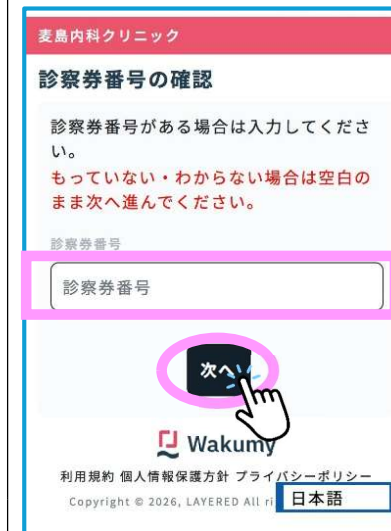 麦島内科クリニック
診察券番号の確認
診察券番号がある場合は入力してくださ
い。
もっていない・わからない場合は空白の
まま次へ進んでください。
診察券番号
診察券番号
次へ
Wakumy
利用規約 個人情報保護方針 プライバシーポリシー
Copyright © 2026, LAYERED All ri
日本語